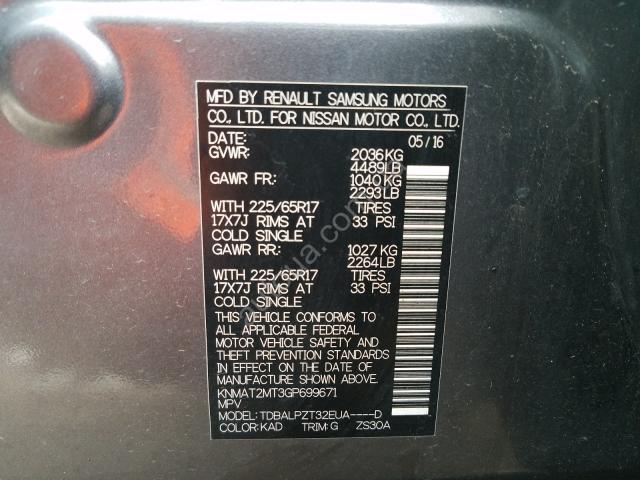 MFD BY RENAULT SAMSUNG MOTORS
CO., LTD. FOR NISSAN MOTOR CO., LTD.
DATE: 05/16
GVWR: 2036KG
4489LB
GAWR FR: 1040KG
2293LB
WITH 225/65R17 TIRES
17X7J RIMS AT 33 PSI
COLD SINGLE
GAWR RR: 1027 KG
2264LB
WITH 225/65R17 TIRES
17X7J RIMS AT 33 PSI
COLD SINGLE
THIS VEHICLE CONFORMS TO
ALL APPLICABLE FEDERAL
MOTOR VEHICLE SAFETY AND
THEFT PREVENTION STANDARDS
IN EFFECT ON THE DATE OF
MANUFACTURE SHOWN ABOVE.
KNMAT2MT3GP699671
MPV
MODEL: TDBALPZT32EUA----D
COLOR: KAD TRIM: G ZS30A